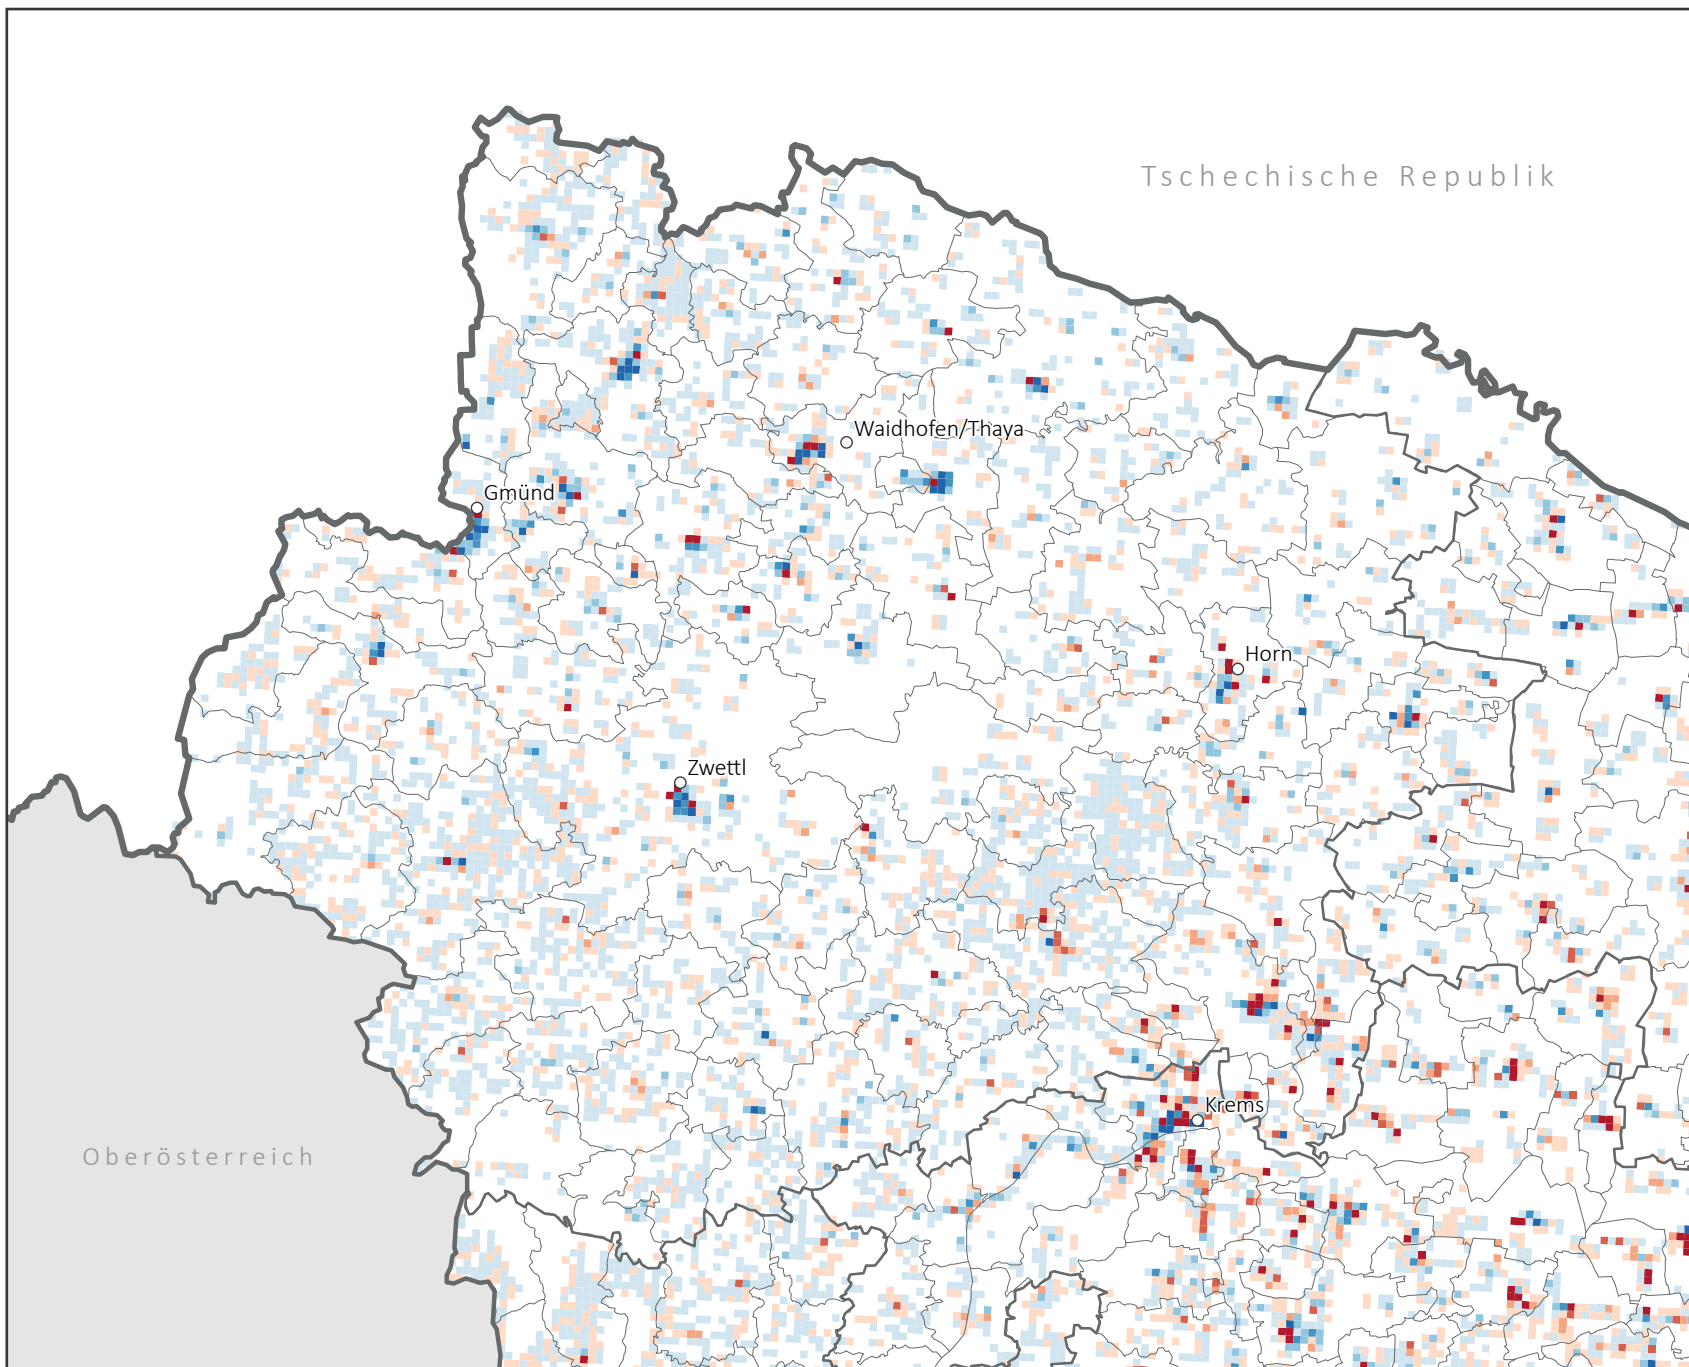 Tschechische Republik
Waidhofen/Thaya
Gmünd
Horn
Zwettl
Krems
Oberösterreich